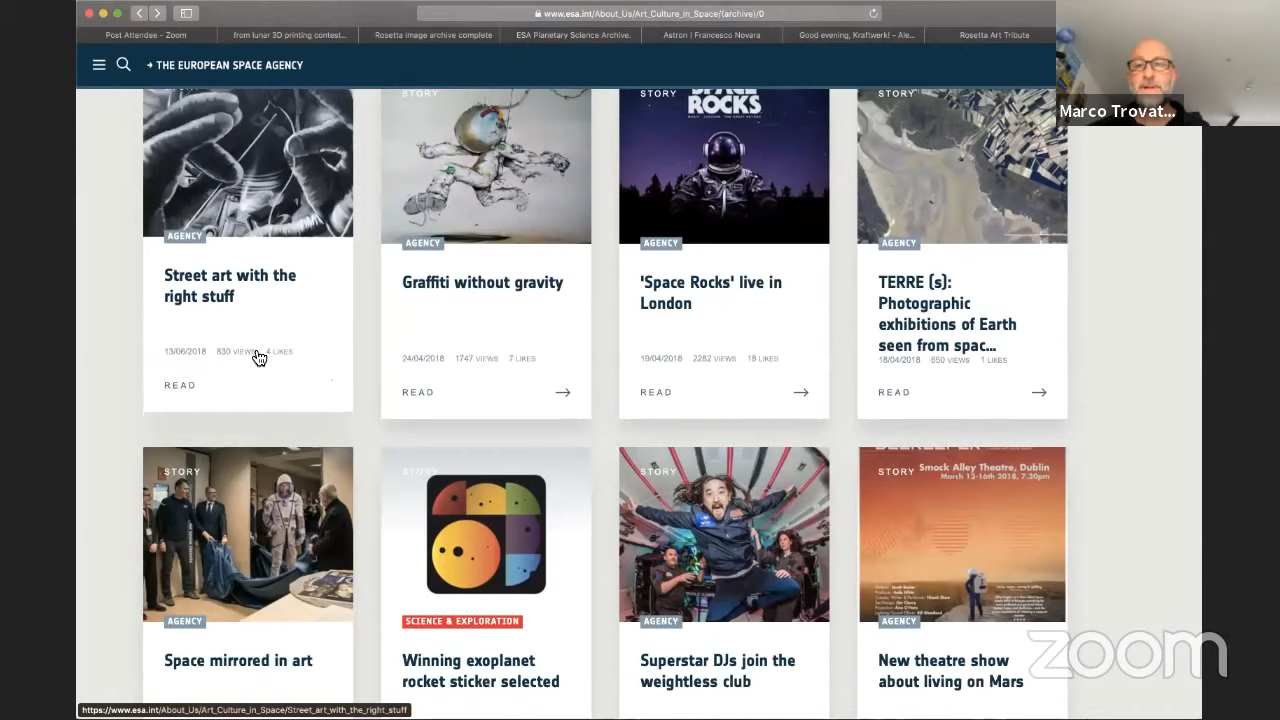 www.esa.int/About_Us/Art_Culture_in_Space/(archive)/0
Post Attendee - Zoom
from lunar 3D printing contest...
Rosetta image archive complete
ESA Planetary Science Archive.
Astron | Francesco Novara
Good evening, Kraftwerk! – Ale...
Rosetta Art Tribute
→ THE EUROPEAN SPACE AGENCY
Marco Trovat...
STORY
STORY
STORY
SPACE
ROCKS
AGENCY
Street art with the
right stuff
13/06/2018 830 VIEWS 4 LIKES
READ
AGENCY
Graffiti without gravity
24/04/2018 1747 VIEWS 7 LIKES
READ
AGENCY
'Space Rocks' live in
London
19/04/2018 2282 VIEWS 18 LIKES
READ
AGENCY
TERRE (s):
Photographic
exhibitions of Earth
seen from spac...
18/04/2018 650 VIEWS 1 LIKES
READ
STORY
AGENCY
Space mirrored in art
STORY
SCIENCE & EXPLORATION
Winning exoplanet
rocket sticker selected
STORY
AGENCY
Superstar DJs join the
weightless club
STORY
Smock Alley Theatre, Dublin
March 13-16th 2018, 7.30pm
AGENCY
New theatre show
about living on Mars
zoom
https://www.esa.int/About_Us/Art_Culture_in_Space/Street_art_with_the_right_stuff